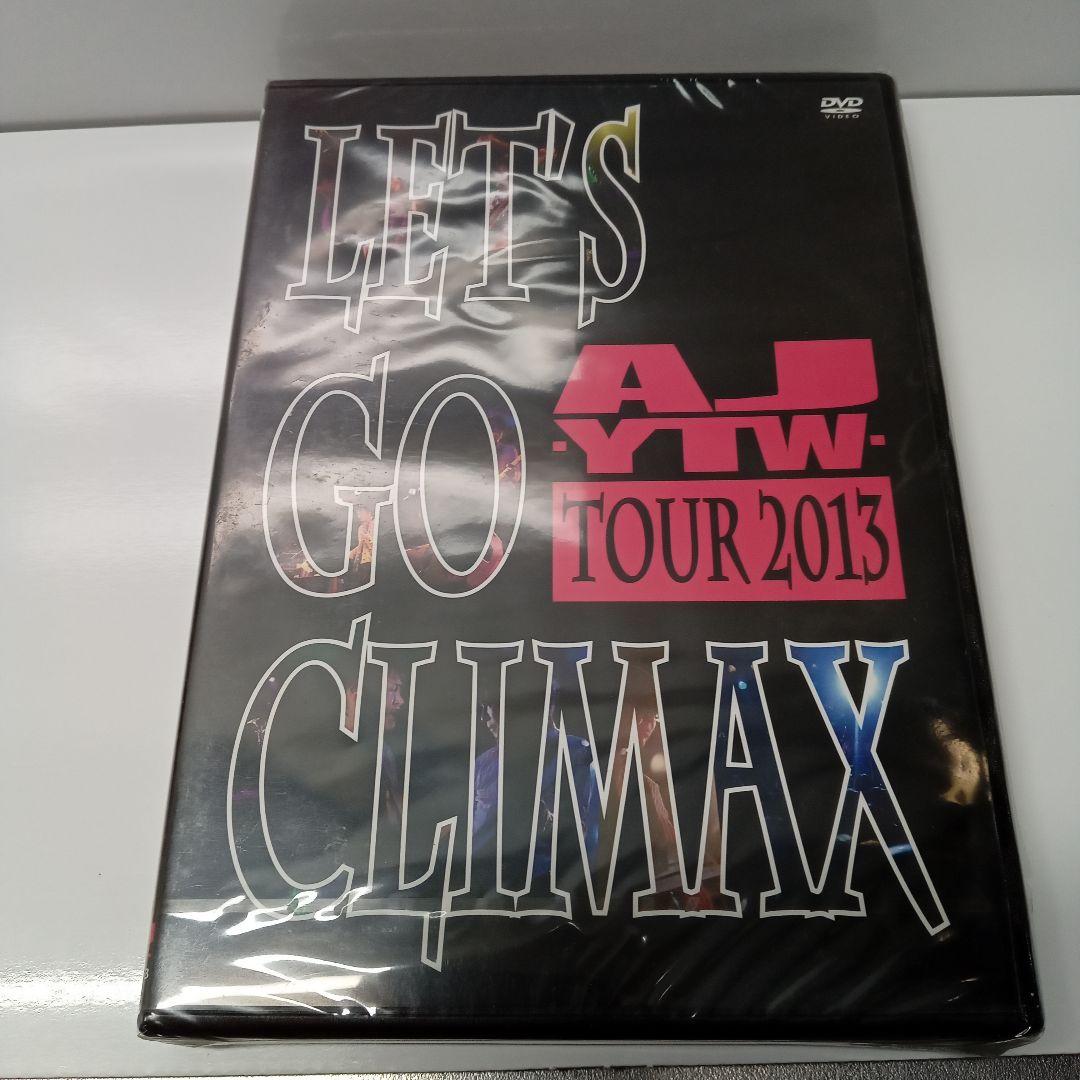 DVD
VIDEO
LET'S
GO
AJ
-YTW-
TOUR 2013
CLIMAX